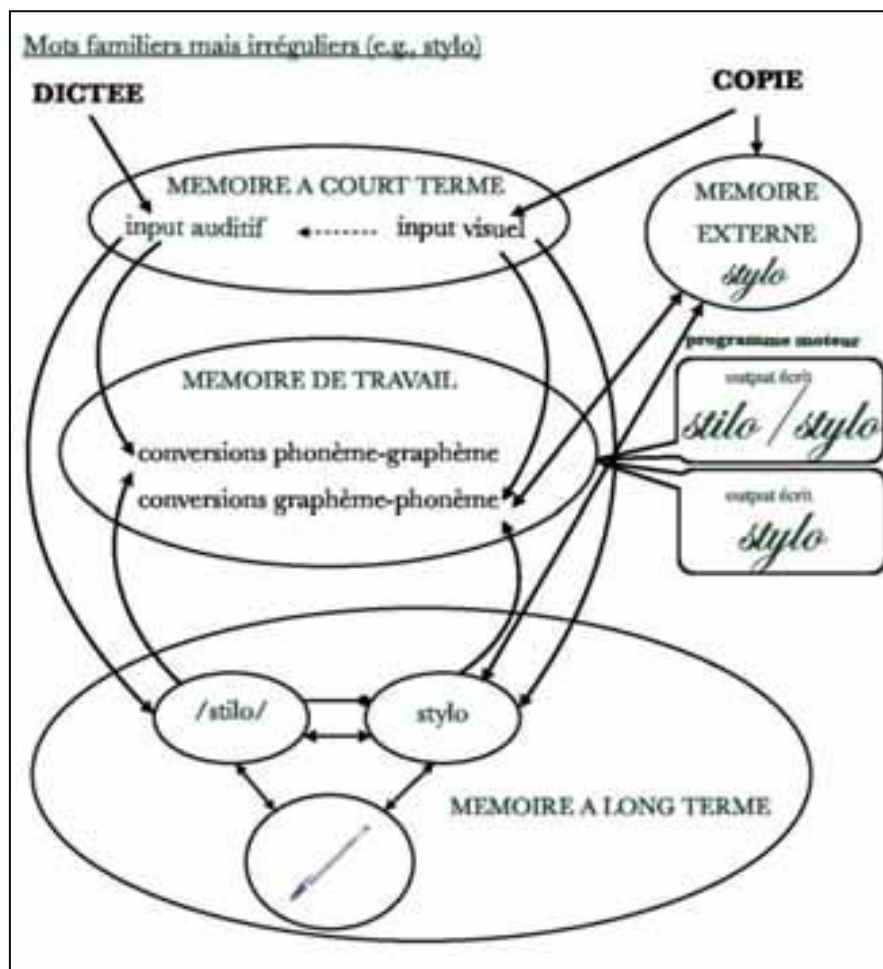 Mots familiers mais irréguliers (e.g., stylo)
DICTEE
COPIE
MEMOIRE A COURT TERME
input auditif
input visuel
MEMOIRE
EXTERNE
stylo
programme moteur
output écrit
stilo / stylo
output écrit
stylo
MEMOIRE DE TRAVAIL
conversions phonème-graphème
conversions graphème-phonème
/stilo/
stylo
MEMOIRE A LONG TERME